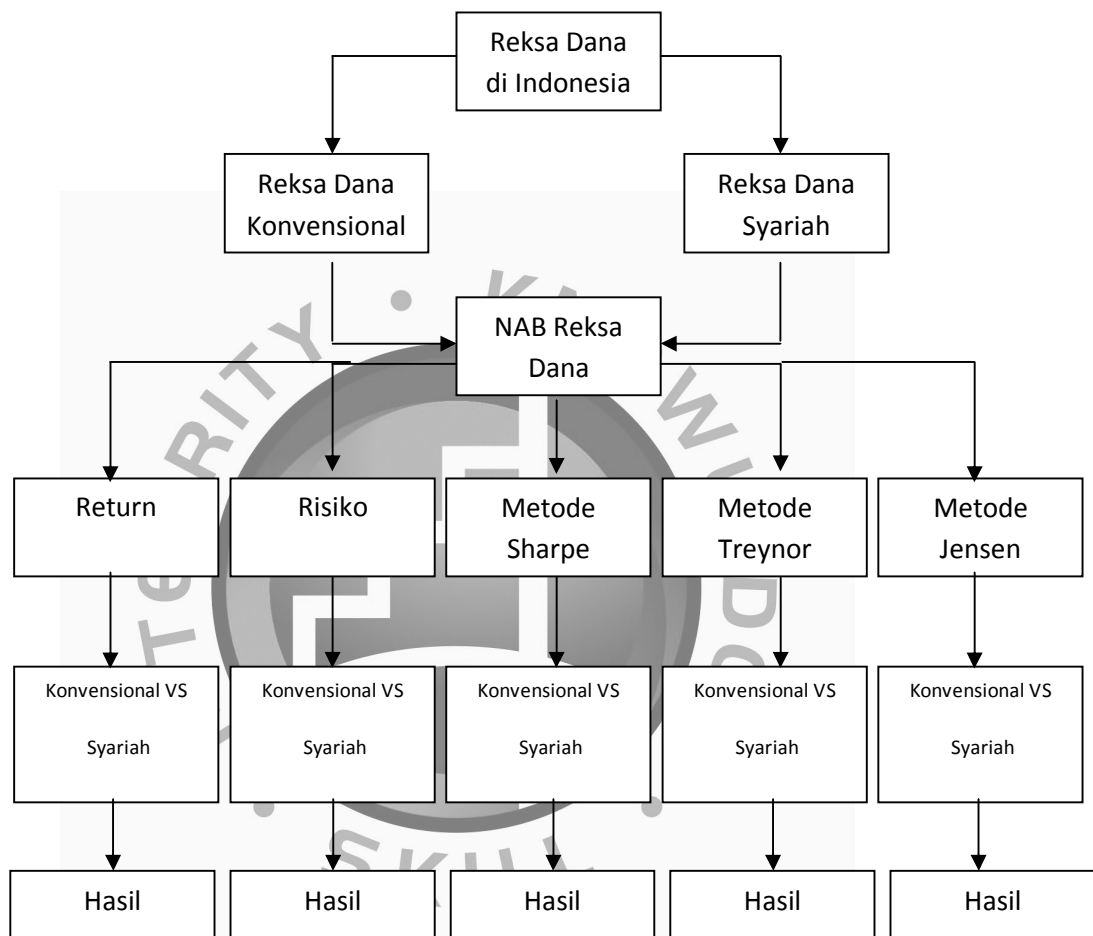 Reksa Dana
di Indonesia
Reksa Dana
Konvensional
Reksa Dana
Syariah
NAB Reksa
Dana
Return
Risiko
Metode
Sharpe
Metode
Treynor
Metode
Jensen
Konvensional VS
Syariah
Konvensional VS
Syariah
Konvensional VS
Syariah
Konvensional VS
Syariah
Konvensional VS
Syariah
Hasil
Hasil
Hasil
Hasil
Hasil
SKILL